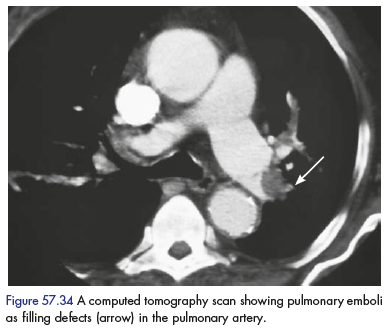 Figure 57.34 A computed tomography scan showing pulmonary emboli
as filling defects (arrow) in the pulmonary artery.